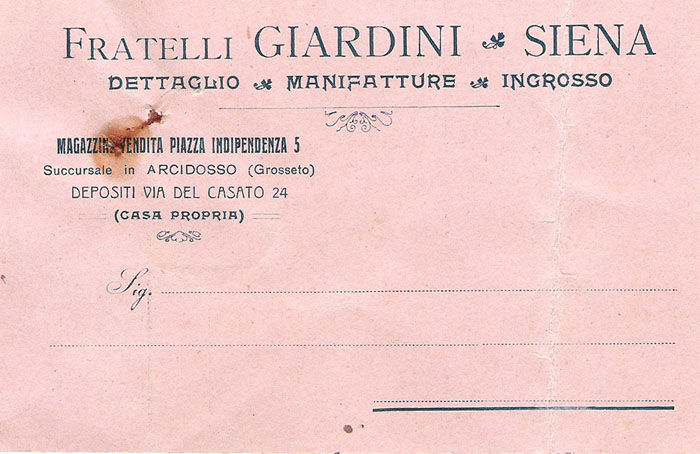 FRATELLI GIARDINI SIENA
DETTAGLIO MANIFATTURE INGROSSO
MAGAZZINI VENDITA PIAZZA INDIPENDENZA 5
Succursale in ARCIDOSSO (Grosseto)
DEPOSITI VIA DEL CASATO 24
(CASA PROPRIA)
Sig.